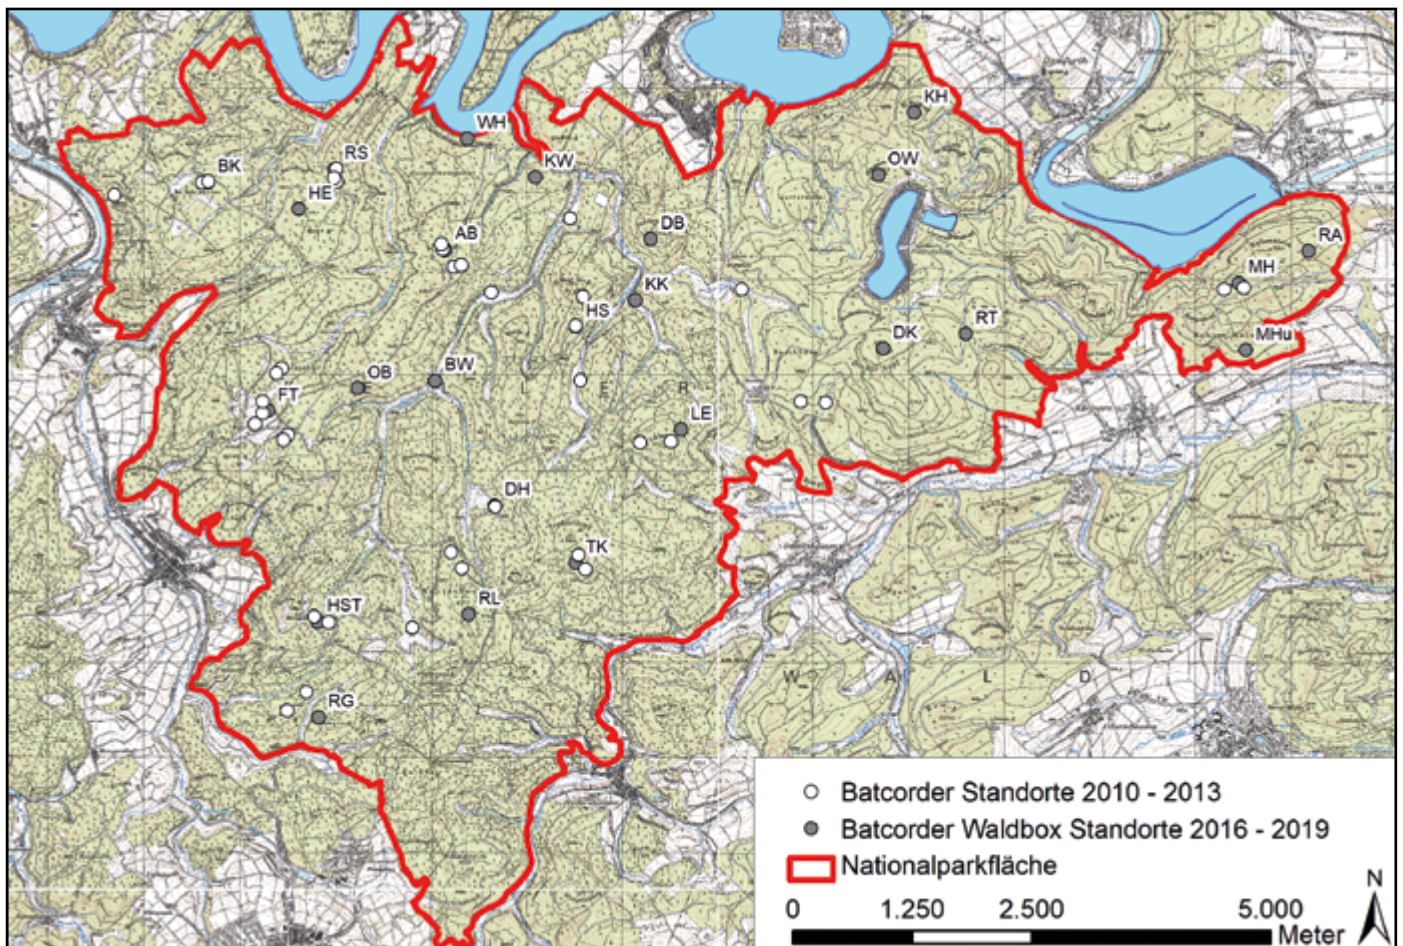 KH
WH
RS
KW
BK
OW
HE
DB
AB
RA
MH
KK
HS
RT
DK
MHu
BW
OB
FT
E L E R
LE
DH
TK
HST
RL
W A L D
RG
Batcorder Standorte 2010 - 2013
Batcorder Waldbox Standorte 2016 - 2019
Nationalparkfläche
N
0 1.250 2.500 5.000
Meter